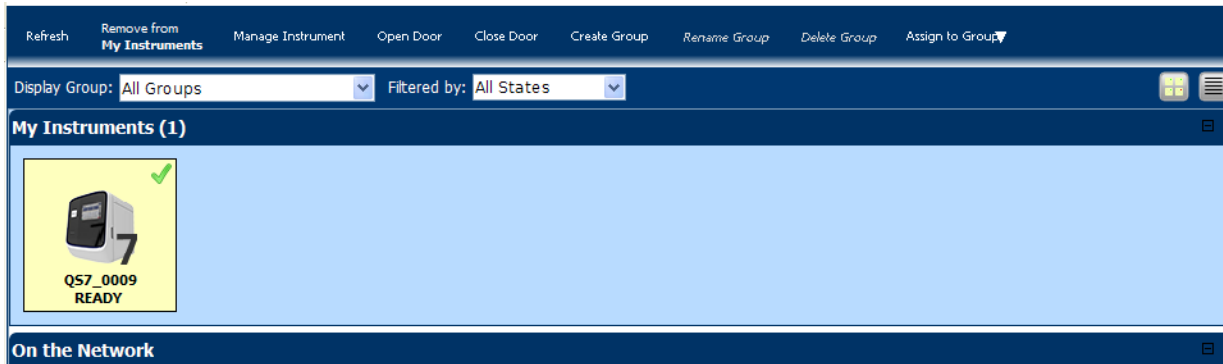 Refresh
Remove from
My Instruments
Manage Instrument
Open Door
Close Door
Create Group
Rename Group
Delete Group
Assign to Group
Display Group: All Groups
Filtered by: All States
My Instruments (1)
7
QS7_0009
READY
On the Network